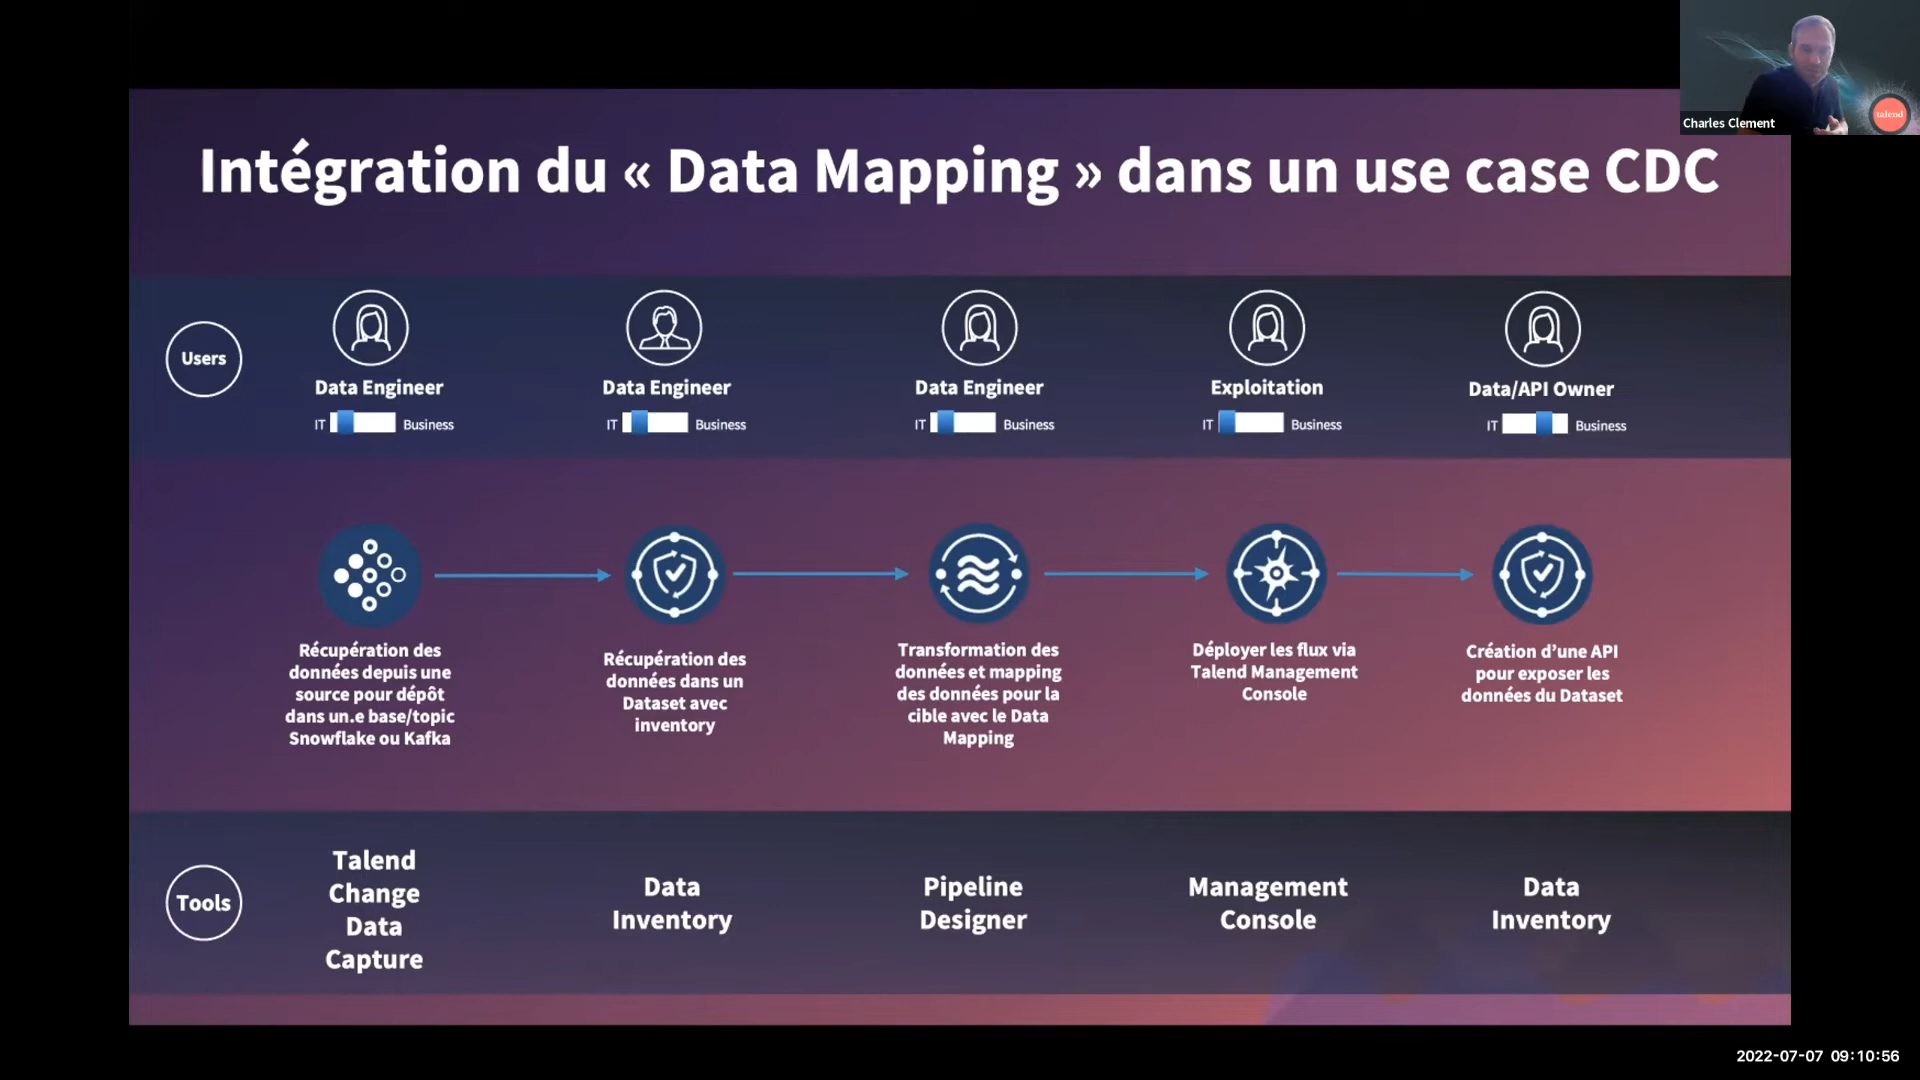 talend
Charles Clement
Intégration du « Data Mapping » dans un use case CDC
Users
Data Engineer
IT Business
Data Engineer
IT Business
Data Engineer
IT Business
Exploitation
IT Business
Data/API Owner
IT Business
Récupération des
données depuis une
source pour dépôt
dans un.e base/topic
Snowflake ou Kafka
Récupération des
données dans un
Dataset avec
inventory
Transformation des
données et mapping
des données pour la
cible avec le Data
Mapping
Déployer les flux via
Talend Management
Console
Création d'une API
pour exposer les
données du Dataset
Tools
Talend
Change
Data
Capture
Data
Inventory
Pipeline
Designer
Management
Console
Data
Inventory
2022-07-07 09:10:56